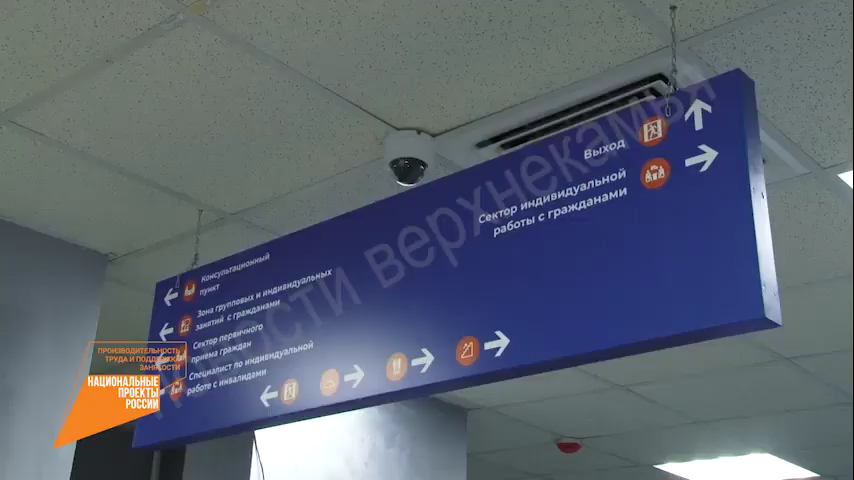 Выход
Сектор индивидуальной
работы с гражданами
Консультационный
пункт
Зона групповых и индивидуальных
занятий с гражданами
Сектор первичного
приема граждан
Специалист по индивидуальной
работе с инвалидами
ПРОИЗВОДИТЕЛЬНОСТЬ
ТРУДА И ПОДДЕРЖКА
ЗАНЯТОСТИ
НАЦИОНАЛЬНЫЕ
ПРОЕКТЫ
РОССИИ
новости верхнекамья